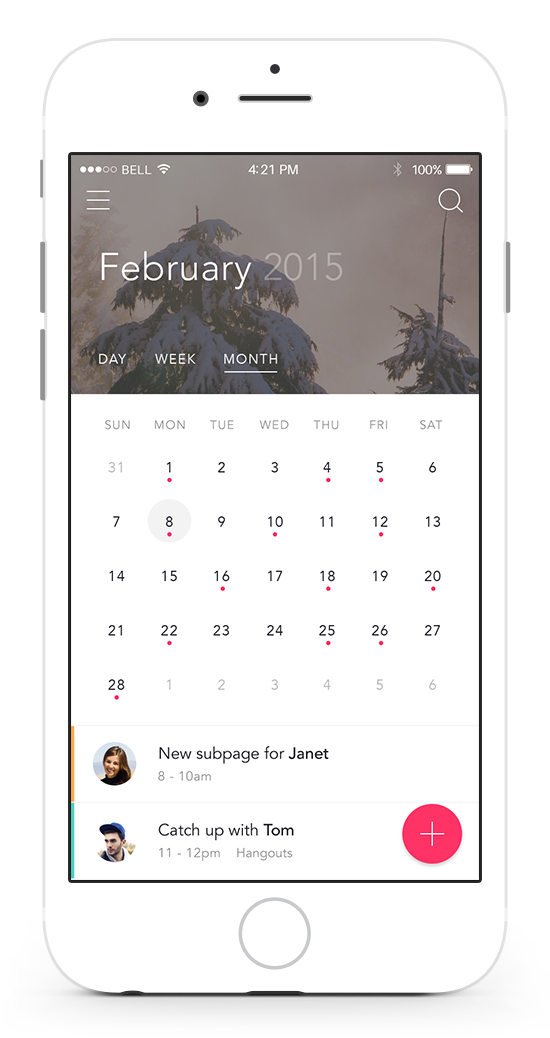 BELL 4:21 PM 100%
February 2015
DAY WEEK MONTH
SUN MON TUE WED THU FRI SAT
31 1 2 3 4 5 6
7 8 9 10 11 12 13
14 15 16 17 18 19 20
21 22 23 24 25 26 27
28 1 2 3 4 5 6
New subpage for Janet
8 - 10am
Catch up with Tom
11 - 12pm Hangouts